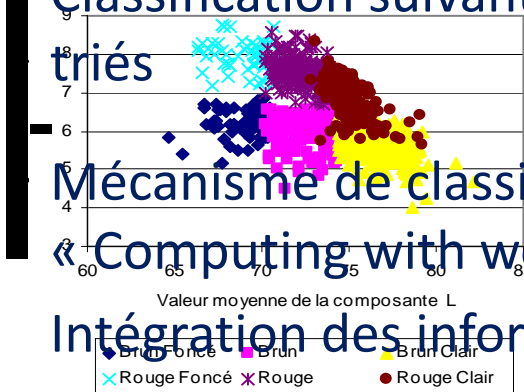 Classification suivant
triés
Mécanisme de classi
« Computing with w
Intégration des infor
9
8
7
6
5
4
3
60 65 70 75 80 8
Valeur moyenne de la composante L
Brun Foncé Brun Brun Clair
Rouge Foncé Rouge Rouge Clair